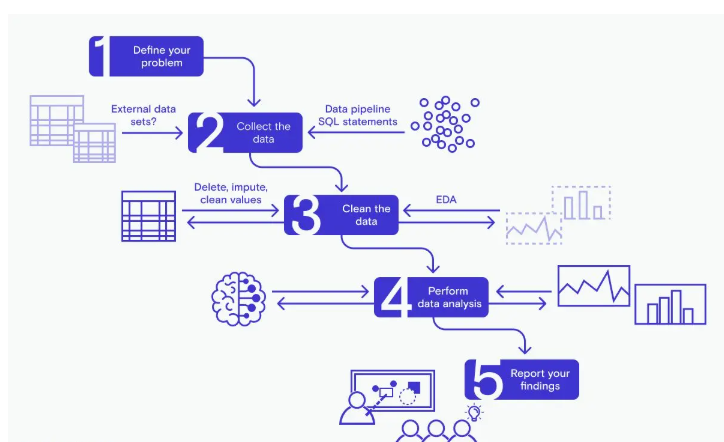 1
Define your
problem
External data
sets?
2
Collect the
data
Data pipeline
SQL statements
Delete, impute,
clean values
3
Clean the
data
EDA
4
Perform
data analysis
5
Report your
findings